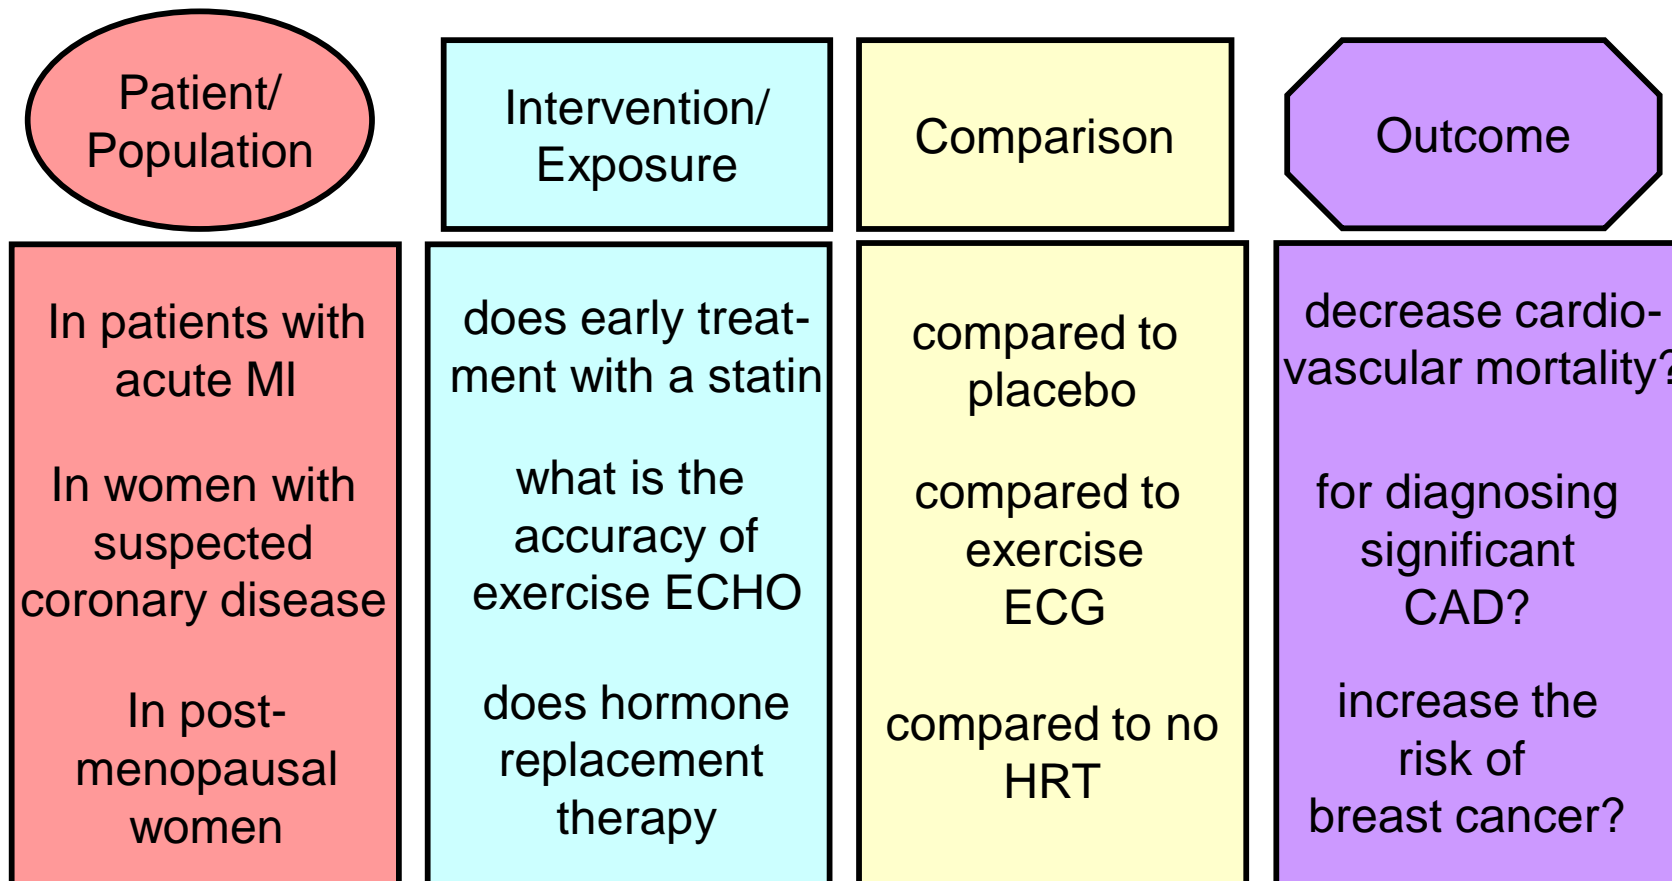 Patient/
Population
Intervention/
Exposure
Comparison
Outcome
In patients with
acute MI
does early treat-
ment with a statin
compared to
placebo
decrease cardio-
vascular mortality?
In women with
suspected
coronary disease
what is the
accuracy of
exercise ECHO
compared to
exercise
ECG
for diagnosing
significant
CAD?
In post-
menopausal
women
does hormone
replacement
therapy
compared to no
HRT
increase the
risk of
breast cancer?